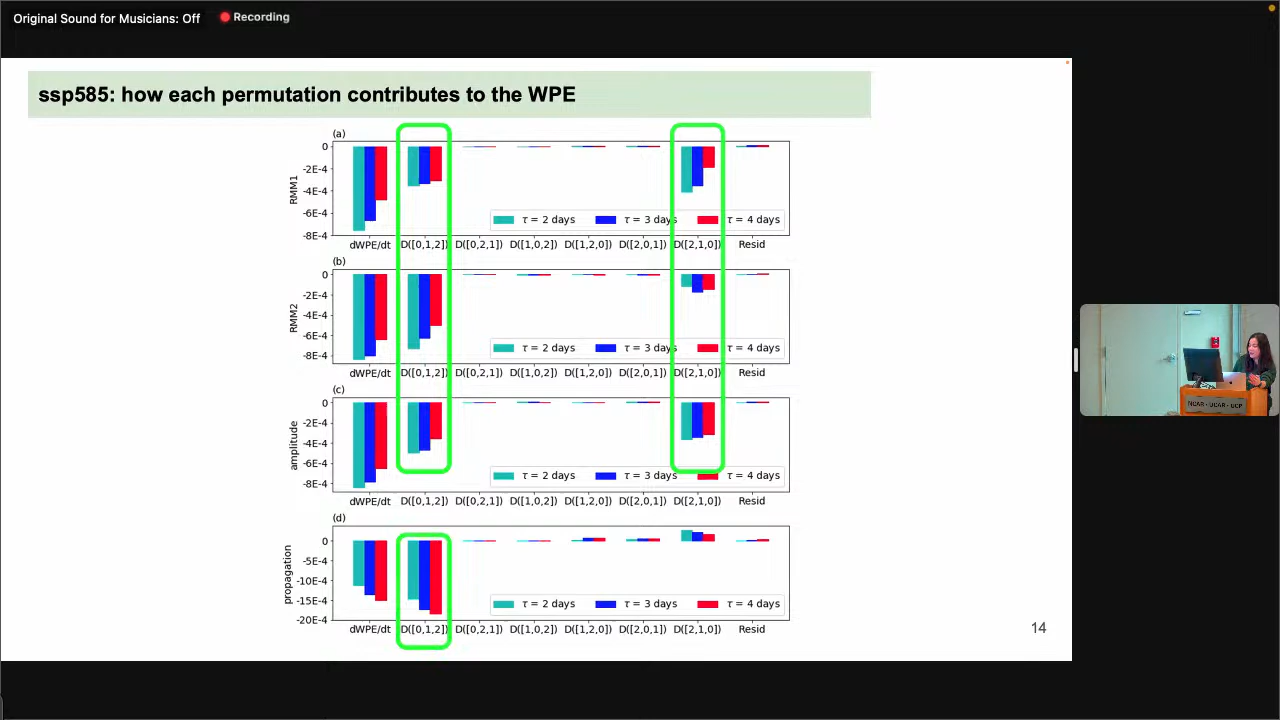 Original Sound for Musicians: Off
Recording
ssp585: how each permutation contributes to the WPE
(a)
0
-2E-4
-4E-4
-6E-4
-8E-4
RMM1
τ = 2 days τ = 3 days τ = 4 days
dWPE/dt D([0,1,2]) D([0,2,1]) D([1,0,2]) D([1,2,0]) D([2,0,1]) D([2,1,0]) Resid
(b)
0
-2E-4
-4E-4
-6E-4
-8E-4
RMM2
τ = 2 days τ = 3 days τ = 4 days
dWPE/dt D([0,1,2]) D([0,2,1]) D([1,0,2]) D([1,2,0]) D([2,0,1]) D([2,1,0]) Resid
(c)
0
-2E-4
-4E-4
-6E-4
-8E-4
amplitude
τ = 2 days τ = 3 days τ = 4 days
dWPE/dt D([0,1,2]) D([0,2,1]) D([1,0,2]) D([1,2,0]) D([2,0,1]) D([2,1,0]) Resid
(d)
0
-5E-4
-10E-4
-15E-4
-20E-4
propagation
τ = 2 days τ = 3 days τ = 4 days
dWPE/dt D([0,1,2]) D([0,2,1]) D([1,0,2]) D([1,2,0]) D([2,0,1]) D([2,1,0]) Resid
14
NCAR - UCAR - UCP